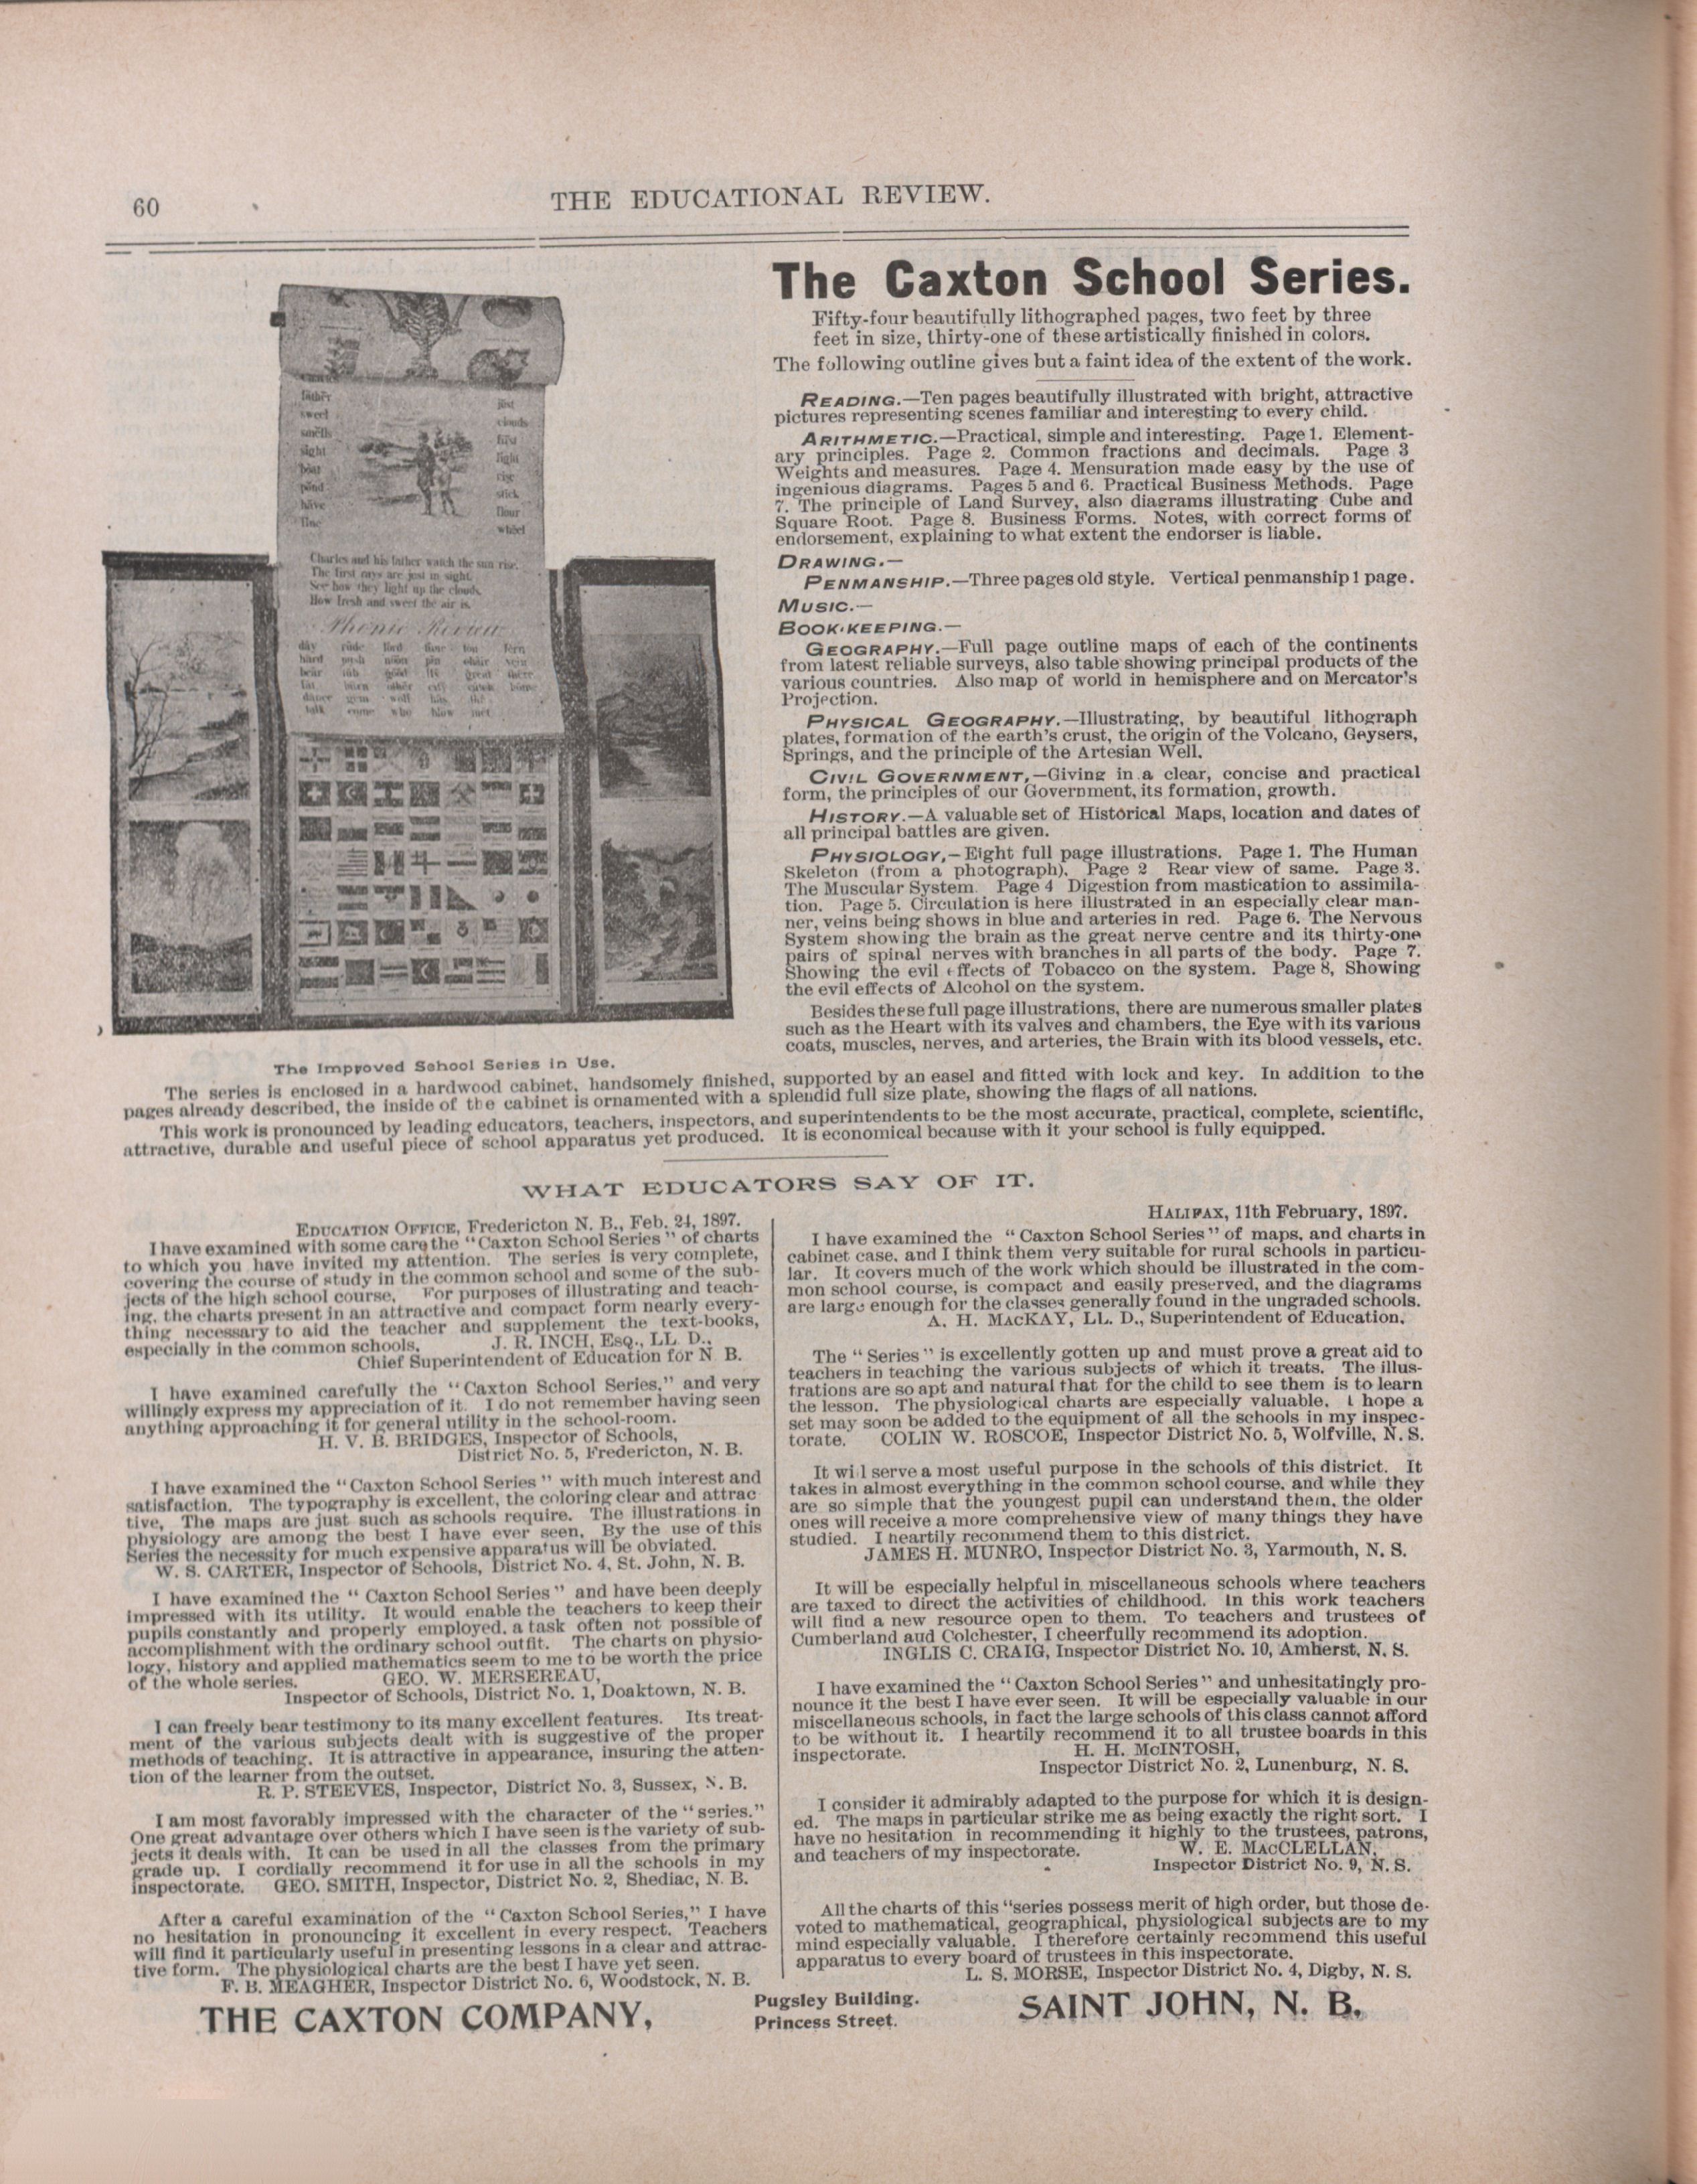 60
THE EDUCATIONAL REVIEW.
The Caxton School Series.
Fifty-four beautifully lithographed pages, two feet by three
feet in size, thirty-one of these artistically finished in colors.
The following outline gives but a faint idea of the extent of the work.
READING.—Ten pages beautifully illustrated with bright, attractive
pictures representing scenes familiar and interesting to every child.
ARITHMETIC.—Practical, simple and interesting. Page 1. Element-
ary principles. Page 2. Common fractions and decimals. Page 3
Weights and measures. Page 4. Mensuration made easy by the use of
ingenious diagrams. Pages 5 and 6. Practical Business Methods. Page
7. The principle of Land Survey, also diagrams illustrating Cube and
Square Root. Page 8. Business Forms. Notes, with correct forms of
endorsement, explaining to what extent the endorser is liable.
DRAWING.—
PENMANSHIP.—Three pages old style. Vertical penmanship 1 page.
MUSIC.—
BOOK-KEEPING.—
GEOGRAPHY.—Full page outline maps of each of the continents
from latest reliable surveys, also table showing principal products of the
various countries. Also map of world in hemisphere and on Mercator's
Projection.
PHYSICAL GEOGRAPHY.—Illustrating, by beautiful lithograph
plates, formation of the earth's crust, the origin of the Volcano, Geysers,
Springs, and the principle of the Artesian Well.
CIVIL GOVERNMENT,—Giving in a clear, concise and practical
form, the principles of our Government, its formation, growth.
HISTORY.—A valuable set of Historical Maps, location and dates of
all principal battles are given.
PHYSIOLOGY,—Eight full page illustrations. Page 1. The Human
Skeleton (from a photograph). Page 2 Rear view of same. Page 3.
The Muscular System. Page 4 Digestion from mastication to assimila-
tion. Page 5. Circulation is here illustrated in an especially clear man-
ner, veins being shows in blue and arteries in red. Page 6. The Nervous
System showing the brain as the great nerve centre and its thirty-one
pairs of spinal nerves with branches in all parts of the body. Page 7.
Showing the evil effects of Tobacco on the system. Page 8, Showing
the evil effects of Alcohol on the system.
Besides these full page illustrations, there are numerous smaller plates
such as the Heart with its valves and chambers, the Eye with its various
coats, muscles, nerves, and arteries, the Brain with its blood vessels, etc.
father
sweet
smells
sight
boat
pond
have
fine
just
clouds
first
light
rise
stick
flour
wheel
Charles and his father watch the sun rise.
The first rays are just in sight.
See how they light up the clouds.
How fresh and sweet the air is.
Phonic Review
The Improved School Series in Use.
The series is enclosed in a hardwood cabinet, handsomely finished, supported by an easel and fitted with lock and key. In addition to the
pages already described, the inside of the cabinet is ornamented with a splendid full size plate, showing the flags of all nations.
This work is pronounced by leading educators, teachers, inspectors, and superintendents to be the most accurate, practical, complete, scientific,
attractive, durable and useful piece of school apparatus yet produced. It is economical because with it your school is fully equipped.
WHAT EDUCATORS SAY OF IT.
EDUCATION OFFICE, Fredericton N. B., Feb. 24, 1897.
I have examined with some care the "Caxton School Series" of charts
to which you have invited my attention. The series is very complete,
covering the course of study in the common school and some of the sub-
jects of the high school course. For purposes of illustrating and teach-
ing, the charts present in an attractive and compact form nearly every-
thing necessary to aid the teacher and supplement the text-books,
especially in the common schools. J. R. INCH, ESQ., LL D.,
Chief Superintendent of Education for N B.
I have examined carefully the "Caxton School Series," and very
willingly express my appreciation of it. I do not remember having seen
anything approaching it for general utility in the school-room.
H. V. B. BRIDGES, Inspector of Schools,
District No. 5, Fredericton, N. B.
I have examined the "Caxton School Series" with much interest and
satisfaction. The typography is excellent, the coloring clear and attrac
tive, The maps are just such as schools require. The illustrations in
physiology are among the best I have ever seen. By the use of this
Series the necessity for much expensive apparatus will be obviated.
W. S. CARTER, Inspector of Schools, District No. 4, St. John, N. B.
I have examined the "Caxton School Series" and have been deeply
impressed with its utility. It would enable the teachers to keep their
pupils constantly and properly employed, a task often not possible of
accomplishment with the ordinary school outfit. The charts on physio-
logy, history and applied mathematics seem to me to be worth the price
of the whole series. GEO. W. MERSEREAU,
Inspector of Schools, District No. 1, Doaktown, N. B.
I can freely bear testimony to its many excellent features. Its treat-
ment of the various subjects dealt with is suggestive of the proper
methods of teaching. It is attractive in appearance, insuring the atten-
tion of the learner from the outset.
R. P. STEEVES, Inspector, District No. 3, Sussex, N. B.
I am most favorably impressed with the character of the "series."
One great advantage over others which I have seen is the variety of sub-
jects it deals with. It can be used in all the classes from the primary
grade up. I cordially recommend it for use in all the schools in my
inspectorate. GEO. SMITH, Inspector, District No. 2, Shediac, N. B.
After a careful examination of the "Caxton School Series," I have
no hesitation in pronouncing it excellent in every respect. Teachers
will find it particularly useful in presenting lessons in a clear and attrac-
tive form. The physiological charts are the best I have yet seen.
F. B. MEAGHER, Inspector District No. 6, Woodstock, N. B.
HALIFAX, 11th February, 1897.
I have examined the "Caxton School Series" of maps, and charts in
cabinet case, and I think them very suitable for rural schools in particu-
lar. It covers much of the work which should be illustrated in the com-
mon school course, is compact and easily preserved, and the diagrams
are large enough for the classes generally found in the ungraded schools.
A. H. MACKAY, LL. D., Superintendent of Education.
The "Series" is excellently gotten up and must prove a great aid to
teachers in teaching the various subjects of which it treats. The illus-
trations are so apt and natural that for the child to see them is to learn
the lesson. The physiological charts are especially valuable. I hope a
set may soon be added to the equipment of all the schools in my inspec-
torate. COLIN W. ROSCOE, Inspector District No. 5, Wolfville, N. S.
It will serve a most useful purpose in the schools of this district. It
takes in almost everything in the common school course, and while they
are so simple that the youngest pupil can understand them, the older
ones will receive a more comprehensive view of many things they have
studied. I heartily recommend them to this district.
JAMES H. MUNRO, Inspector District No. 3, Yarmouth, N. S.
It will be especially helpful in miscellaneous schools where teachers
are taxed to direct the activities of childhood. In this work teachers
will find a new resource open to them. To teachers and trustees of
Cumberland aud Colchester, I cheerfully recommend its adoption.
INGLIS C. CRAIG, Inspector District No. 10, Amherst, N. S.
I have examined the "Caxton School Series" and unhesitatingly pro-
nounce it the best I have ever seen. It will be especially valuable in our
miscellaneous schools, in fact the large schools of this class cannot afford
to be without it. I heartily recommend it to all trustee boards in this
inspectorate. H. H. McINTOSH,
Inspector District No. 2, Lunenburg, N. S.
I consider it admirably adapted to the purpose for which it is design-
ed. The maps in particular strike me as being exactly the right sort. I
have no hesitation in recommending it highly to the trustees, patrons,
and teachers of my inspectorate. W. E. MACCLELLAN,
Inspector District No. 9, N. S.
All the charts of this "series possess merit of high order, but those de-
voted to mathematical, geographical, physiological subjects are to my
mind especially valuable. I therefore certainly recommend this useful
apparatus to every board of trustees in this inspectorate.
L. S. MORSE, Inspector District No. 4, Digby, N. S.
THE CAXTON COMPANY,
Pugsley Building.
Princess Street.
SAINT JOHN, N. B.